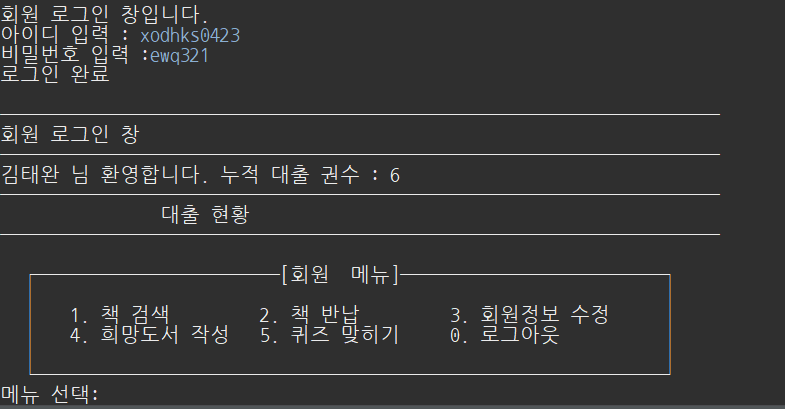 회원 로그인 창입니다.
아이디 입력 : xodhks0423
비밀번호 입력 :ewq321
로그인 완료
회원 로그인 창
김태완 님 환영합니다. 누적 대출 권수 : 6
대출 현황
[회원 메뉴]
1. 책 검색 2. 책 반납 3. 회원정보 수정
4. 희망도서 작성 5. 퀴즈 맞히기 0. 로그아웃
메뉴 선택: